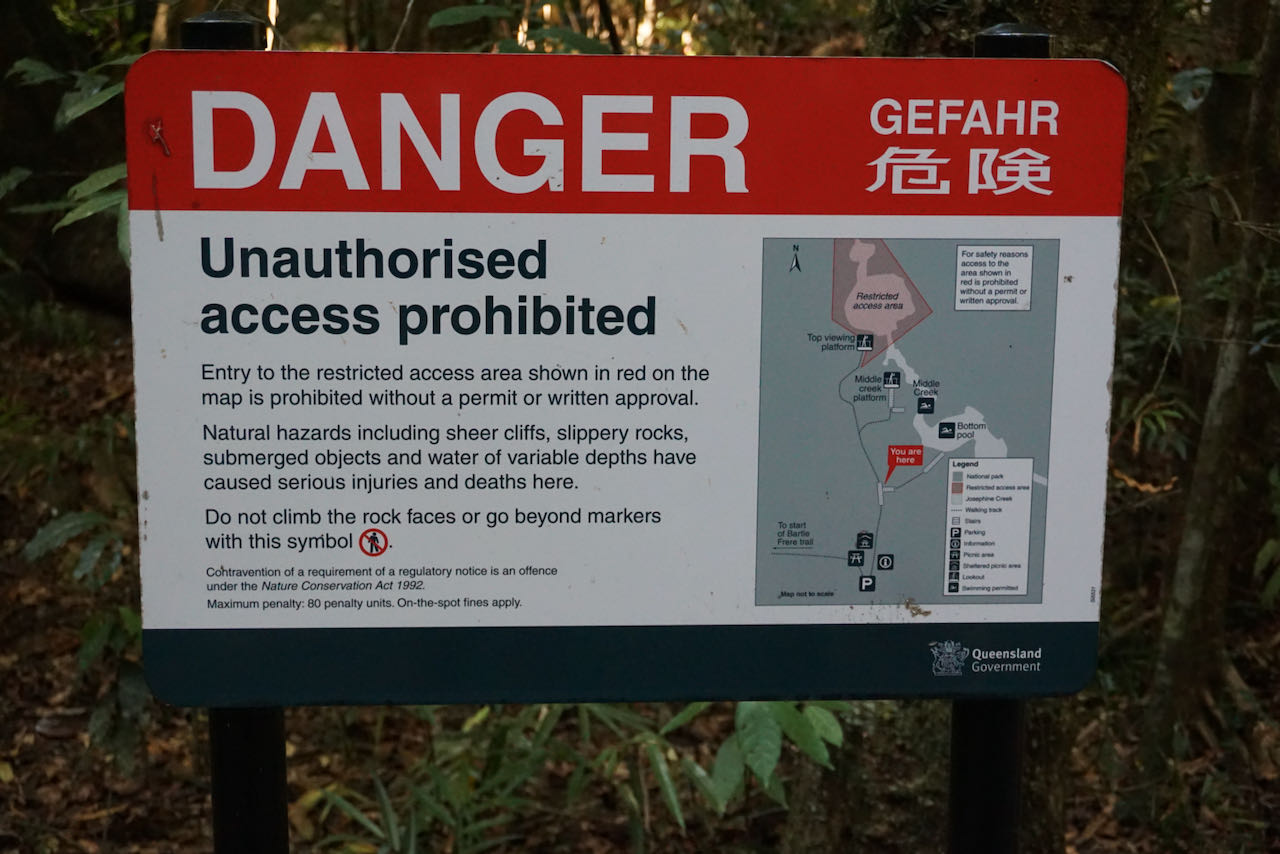 DANGER
GEFAHR
危険
Unauthorised
access prohibited
Entry to the restricted access area shown in red on the
map is prohibited without a permit or written approval.
Natural hazards including sheer cliffs, slippery rocks,
submerged objects and water of variable depths have
caused serious injuries and deaths here.
Do not climb the rock faces or go beyond markers
with this symbol .
Contravention of a requirement of a regulatory notice is an offence
under the Nature Conservation Act 1992.
Maximum penalty: 80 penalty units. On-the-spot fines apply.
N
For safety reasons
access to the
area shown in
red is prohibited
without a permit or
written approval.
Restricted
access area
Top viewing
platform
Middle
creek
platform
Middle
Creek
Bottom
pool
You are
here
Legend
National park
Restricted access area
Josephine Creek
Walking track
Stairs
P Parking
i Information
Picnic area
Sheltered picnic area
Lookout
Swimming permitted
To start
of Bartle
Frere trail
i
P
Map not to scale
Queensland
Government